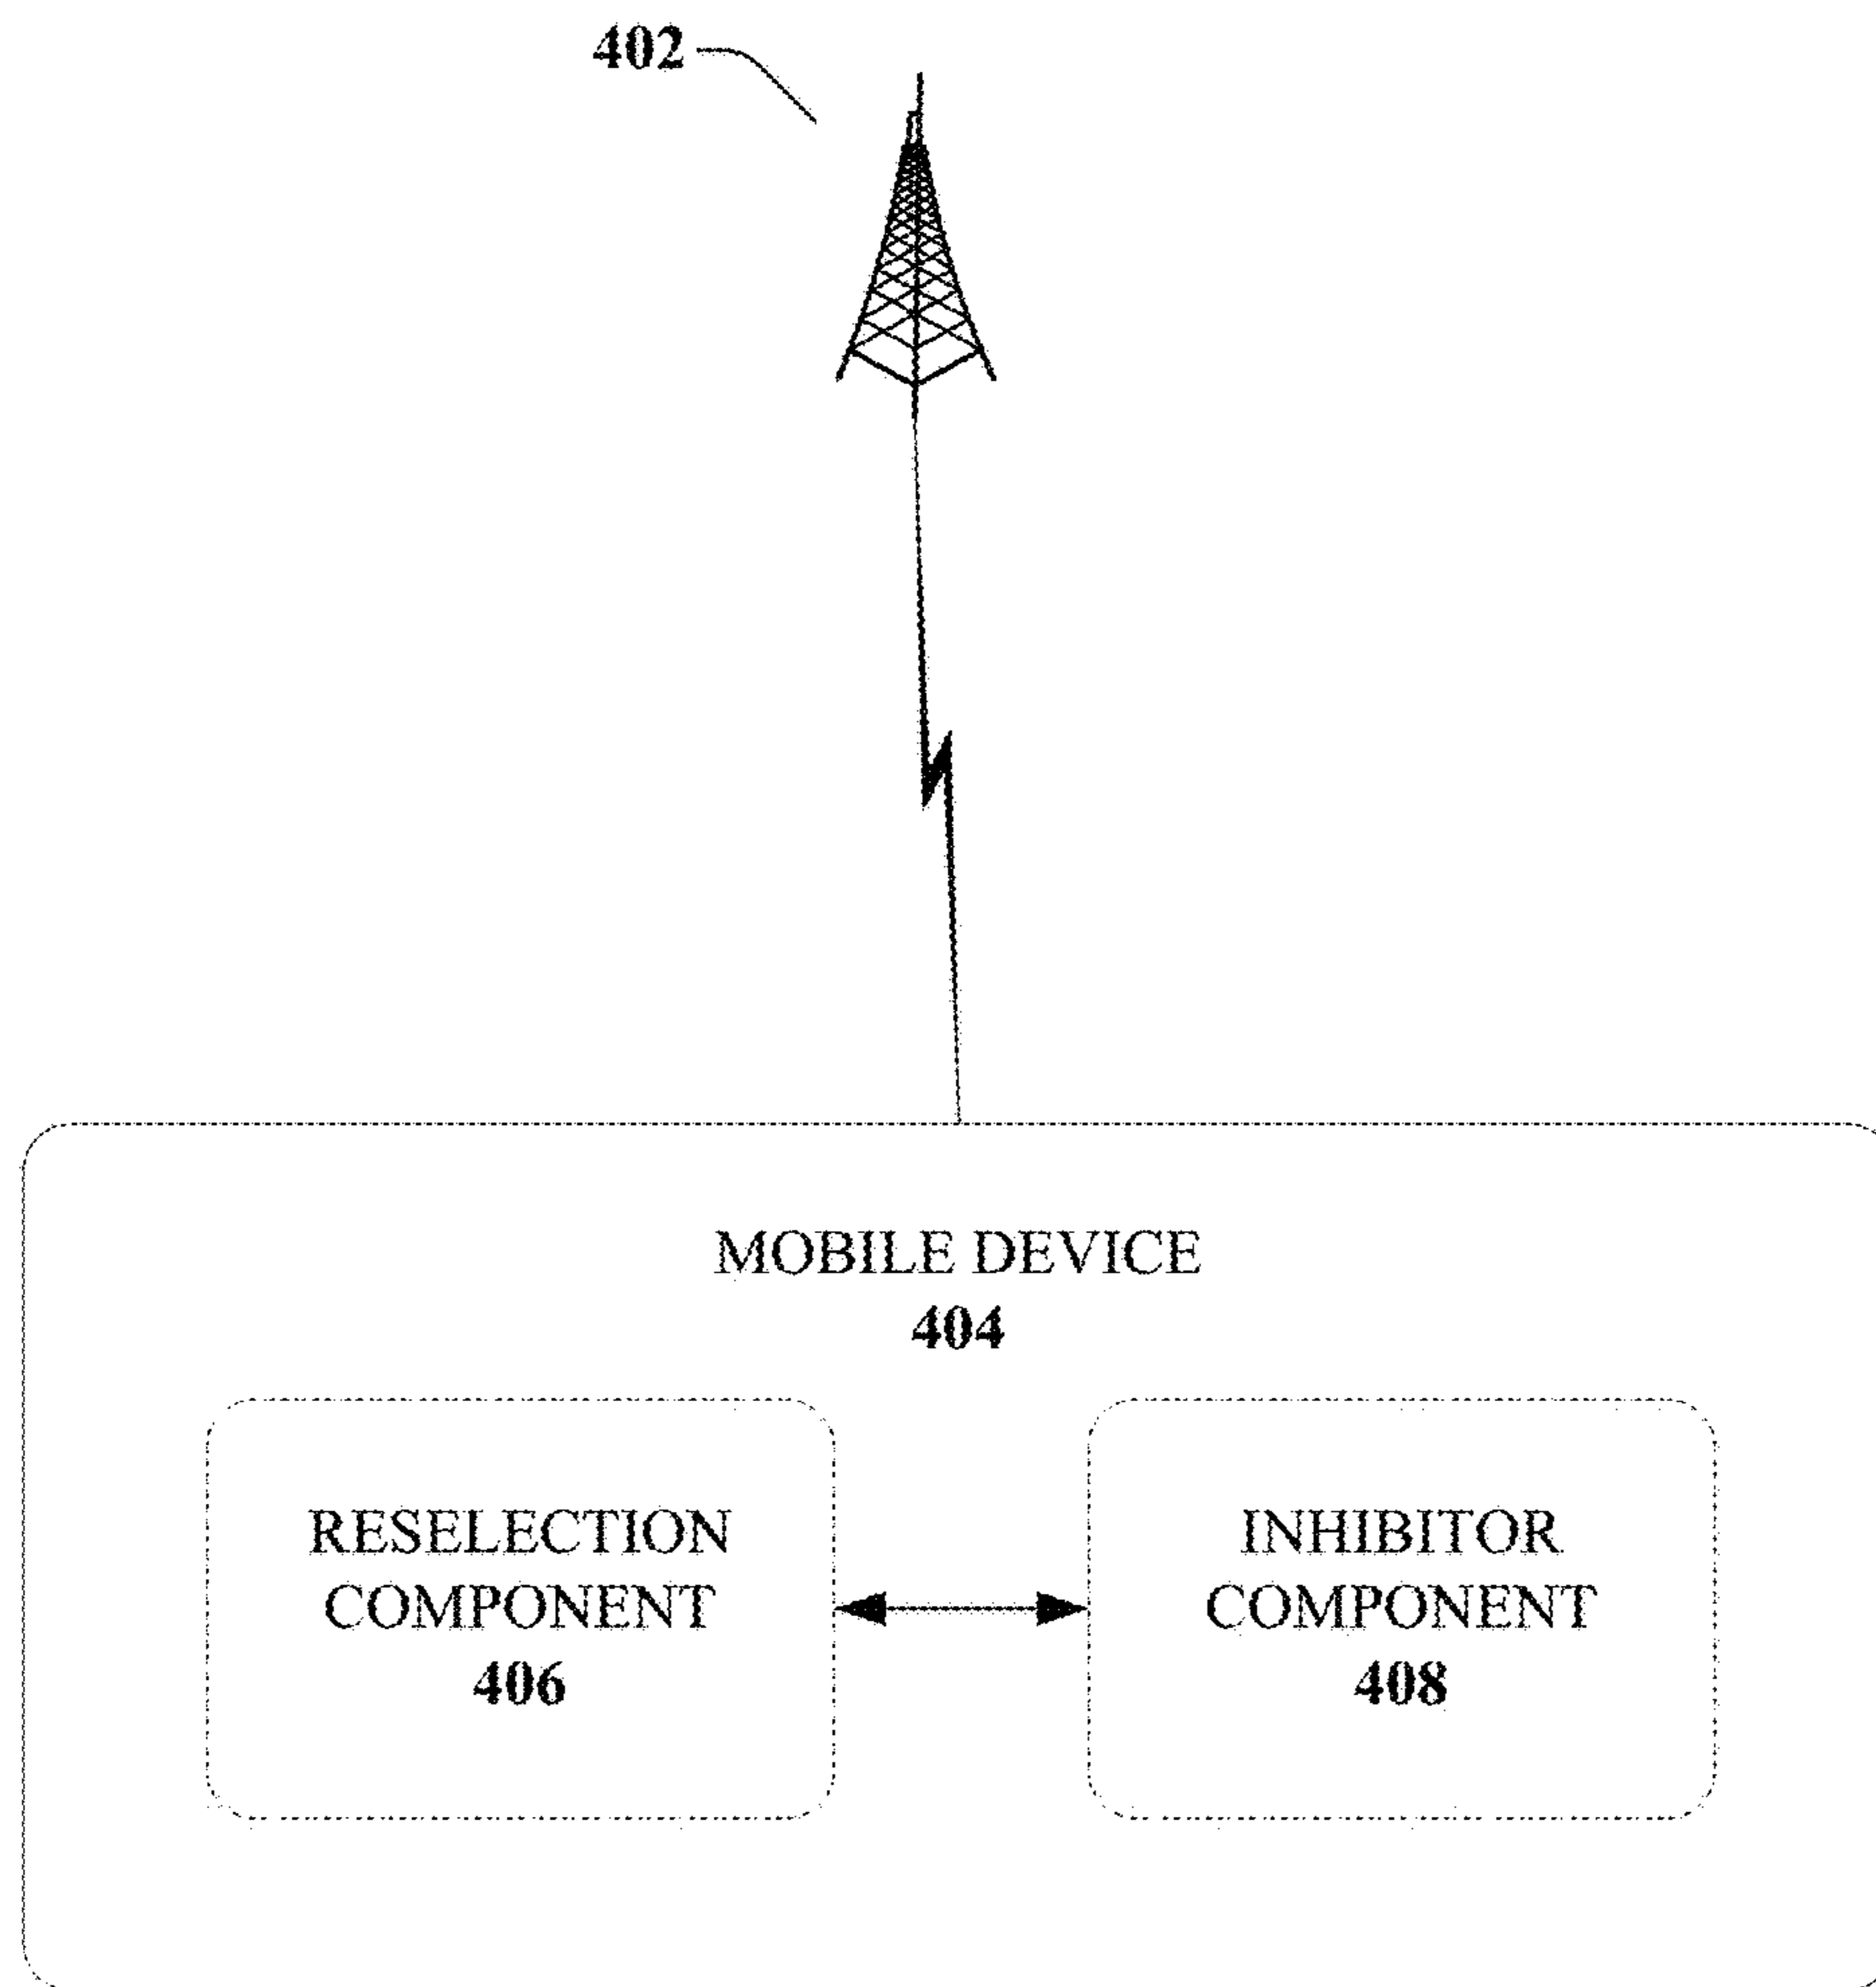 402
MOBILE DEVICE
404
RESELECTION
COMPONENT
406
INHIBITOR
COMPONENT
408